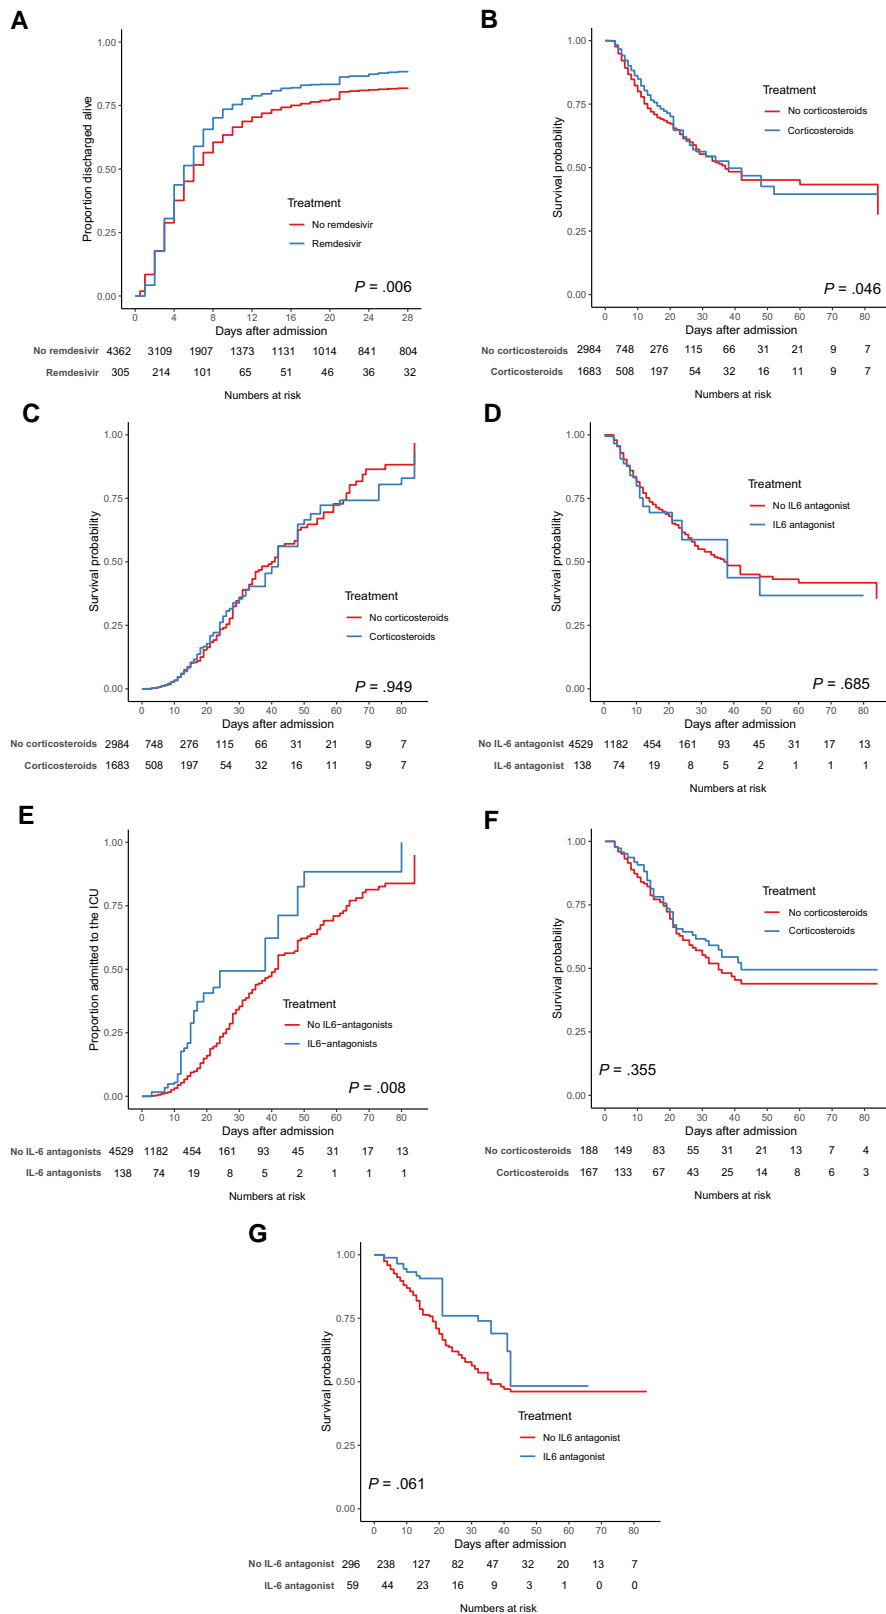 A
Proportion discharged alive
1.00
0.75
0.50
0.25
0.00
Treatment
No remdesivir
Remdesivir
P = .006
0 4 8 12 16 20 24 28
Days after admission
No remdesivir 4362 3109 1907 1373 1131 1014 841 804
Remdesivir 305 214 101 65 51 46 36 32
Numbers at risk
B
Survival probability
1.00
0.75
0.50
0.25
0.00
Treatment
No corticosteroids
Corticosteroids
P = .046
0 10 20 30 40 50 60 70 80
Days after admission
No corticosteroids 2984 748 276 115 66 31 21 9 7
Corticosteroids 1683 508 197 54 32 16 11 9 7
Numbers at risk
C
Survival probability
1.00
0.75
0.50
0.25
0.00
Treatment
No corticosteroids
Corticosteroids
P = .949
0 10 20 30 40 50 60 70 80
Days after admission
No corticosteroids 2984 748 276 115 66 31 21 9 7
Corticosteroids 1683 508 197 54 32 16 11 9 7
Numbers at risk
D
Survival probability
1.00
0.75
0.50
0.25
0.00
Treatment
No IL6 antagonist
IL6 antagonist
P = .685
0 10 20 30 40 50 60 70 80
Days after admission
No IL-6 antagonist 4529 1182 454 161 93 45 31 17 13
IL-6 antagonist 138 74 19 8 5 2 1 1 1
Numbers at risk
E
Proportion admitted to the ICU
1.00
0.75
0.50
0.25
0.00
Treatment
No IL6−antagonists
IL6−antagonists
P = .008
0 10 20 30 40 50 60 70 80
Days after admission
No IL-6 antagonists 4529 1182 454 161 93 45 31 17 13
IL-6 antagonists 138 74 19 8 5 2 1 1 1
Numbers at risk
F
Survival probability
1.00
0.75
0.50
0.25
0.00
Treatment
No corticosteroids
Corticosteroids
P = .355
0 10 20 30 40 50 60 70 80
Days after admission
No corticosteroids 188 149 83 55 31 21 13 7 4
Corticosteroids 167 133 67 43 25 14 8 6 3
Numbers at risk
G
Survival probability
1.00
0.75
0.50
0.25
0.00
Treatment
No IL6 antagonist
IL6 antagonist
P = .061
0 10 20 30 40 50 60 70 80
Days after admission
No IL-6 antagonist 296 238 127 82 47 32 20 13 7
IL-6 antagonist 59 44 23 16 9 3 1 0 0
Numbers at risk